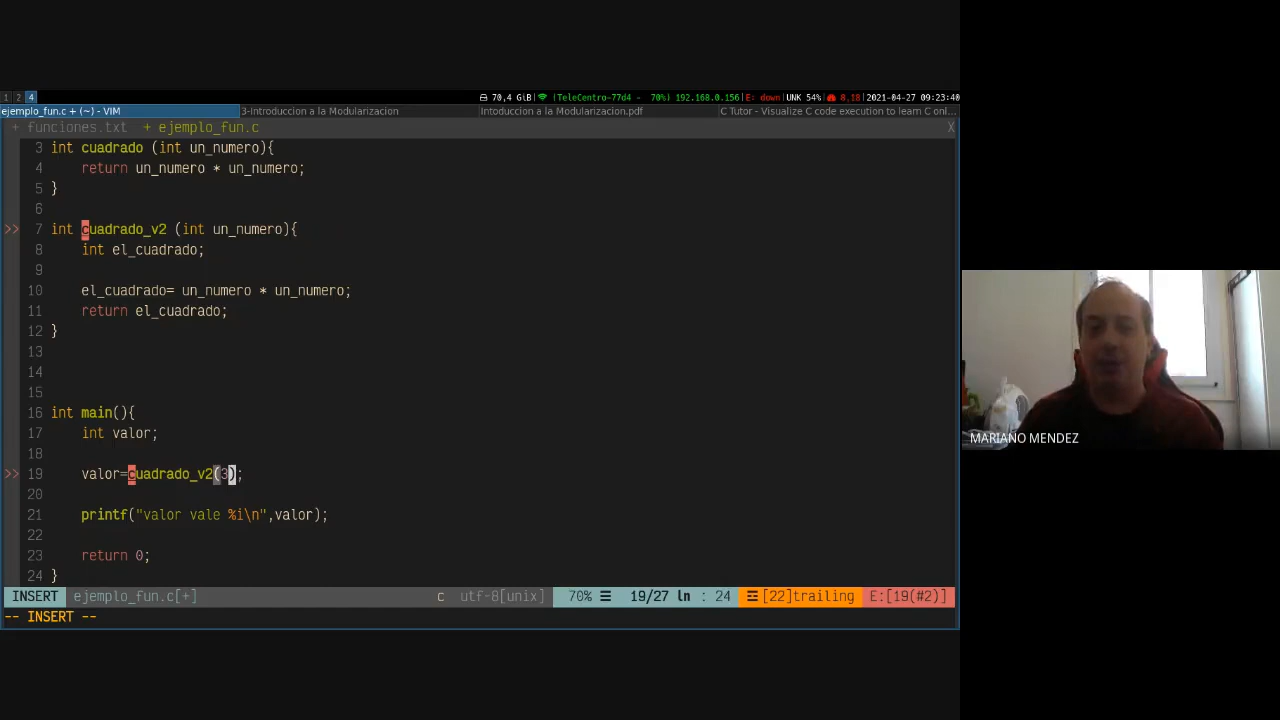 1 2 4
70,4 GiB| (TeleCentro-77d4 - 70%) 192.168.0.156|E: down|UNK 54%| 8,18|2021-04-27 09:23:40
ejemplo_fun.c + (~) - VIM
3-Introduccion a la Modularizacion
Intoduccion a la Modularizacion.pdf
C Tutor - Visualize C code execution to learn C onl...
+ funciones.txt + ejemplo_fun.c X
3 int cuadrado (int un_numero){
4 return un_numero * un_numero;
5 }
6
>> 7 int cuadrado_v2 (int un_numero){
8 int el_cuadrado;
9
10 el_cuadrado= un_numero * un_numero;
11 return el_cuadrado;
12 }
13
14
15
16 int main(){
17 int valor;
18
>> 19 valor=cuadrado_v2(3);
20
21 printf("valor vale %i\n",valor);
22
23 return 0;
24 }
INSERT ejemplo_fun.c[+] c utf-8[unix] 70% ☰ 19/27 ln : 24 ☲ [22]trailing E:[19(#2)]
-- INSERT --
MARIANO MENDEZ